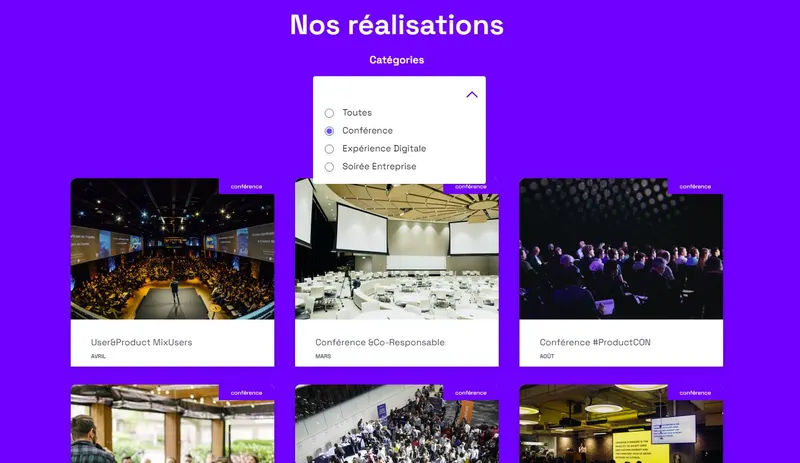 Nos réalisations
Catégories
Toutes
Conférence
Expérience Digitale
Soirée Entreprise
conférence
conférence
conférence
User&Product MixUsers
AVRIL
Conférence &Co-Responsable
MARS
Conférence #ProductCON
AOÛT
conférence
conférence
conférence